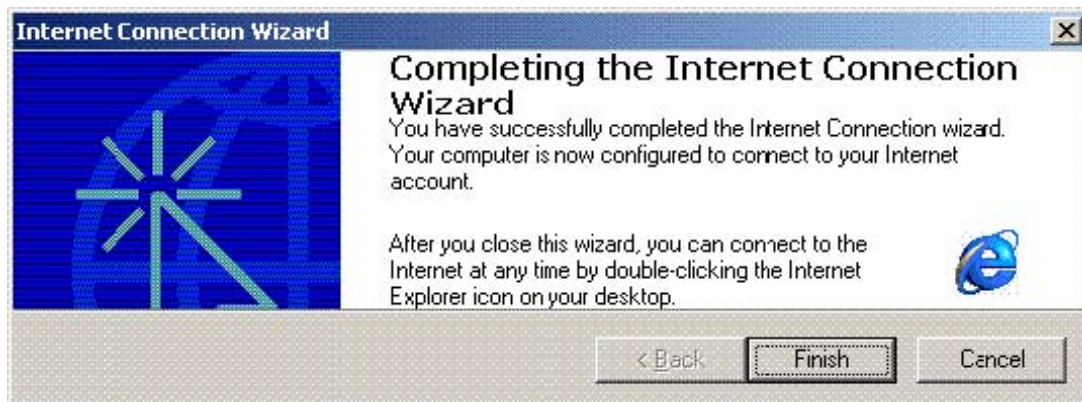 Internet Connection Wizard
Completing the Internet Connection
Wizard
You have successfully completed the Internet Connection wizard.
Your computer is now configured to connect to your Internet
account.
After you close this wizard, you can connect to the
Internet at any time by double-clicking the Internet
Explorer icon on your desktop.
< Back
Finish
Cancel